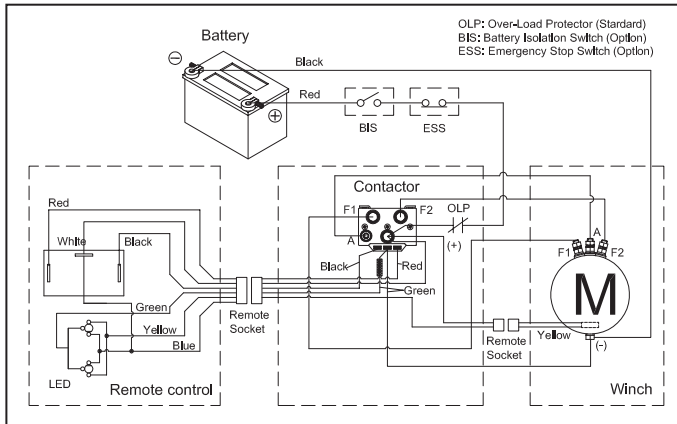 OLP: Over-Load Protector (Stardard)
BIS: Battery Isolation Switch (Option)
ESS: Emergency Stop Switch (Option)
Battery
Black
Red
BIS
ESS
Contactor
F1
F2
OLP
A
(+)
Black
Red
Green
Red
White
Black
Green
Yellow
Blue
LED
Remote
Socket
Remote control
A
F1
F2
M
Remote
Socket
Yellow
(-)
Winch